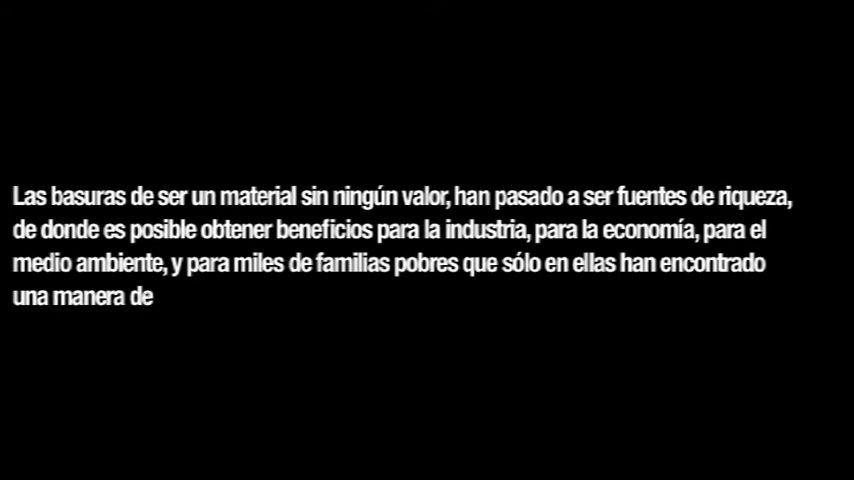 Las basuras de ser un material sin ningún valor, han pasado a ser fuentes de riqueza,
de donde es posible obtener beneficios para la industria, para la economía, para el
medio ambiente, y para miles de familias pobres que sólo en ellas han encontrado
una manera de